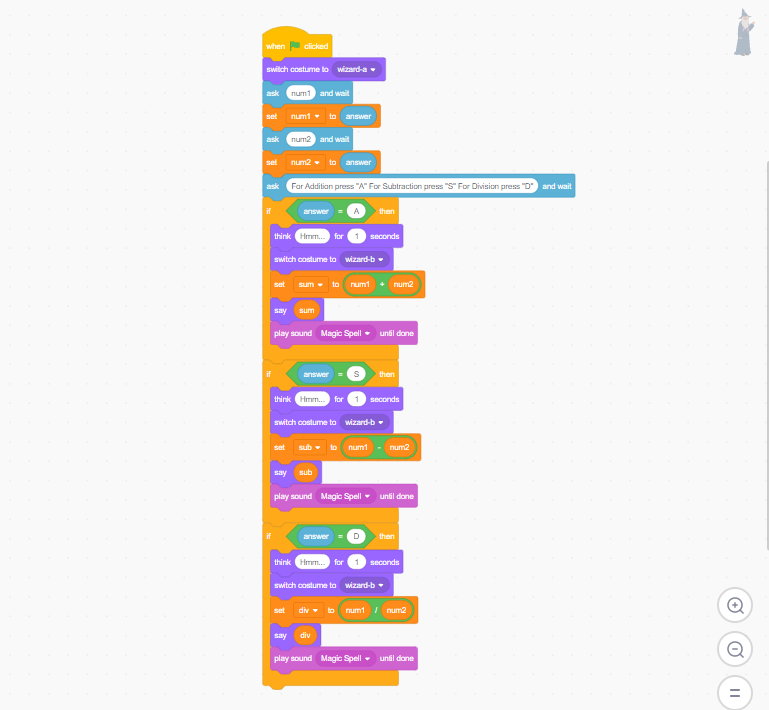 when clicked
switch costume to wizard-a
ask num1 and wait
set num1 to answer
ask num2 and wait
set num2 to answer
ask For Addition press "A" For Subtraction press "S" For Division press "D" and wait
if answer = A then
think Hmm... for 1 seconds
switch costume to wizard-b
set sum to num1 + num2
say sum
play sound Magic Spell until done
if answer = S then
think Hmm... for 1 seconds
switch costume to wizard-b
set sub to num1 - num2
say sub
play sound Magic Spell until done
if answer = D then
think Hmm... for 1 seconds
switch costume to wizard-b
set div to num1 / num2
say div
play sound Magic Spell until done